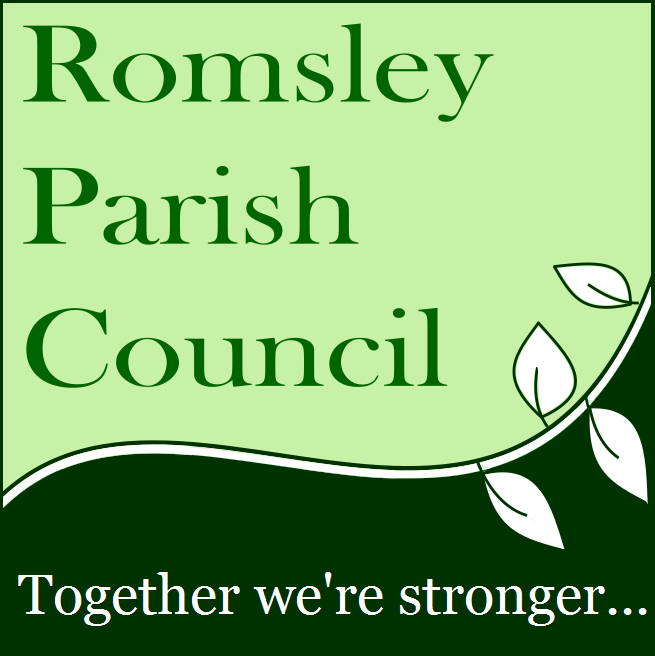 Romsley
Parish
Council
Together we're stronger...